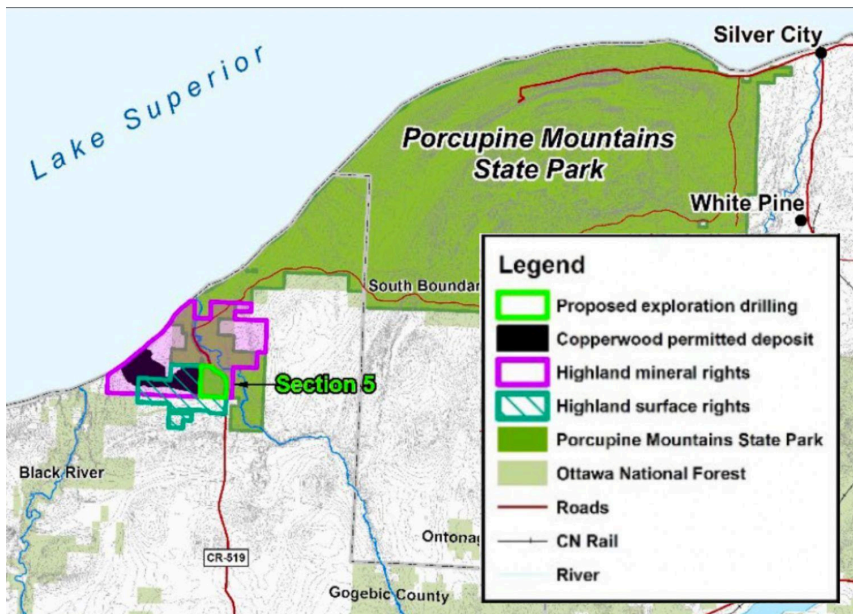 Silver City
Lake Superior
Porcupine Mountains
State Park
White Pine
Legend
South Boundar
Proposed exploration drilling
Copperwood permitted deposit
Highland mineral rights
Section 5
Highland surface rights
Porcupine Mountains State Park
Black River
Ottawa National Forest
Roads
Ontonag
CN Rail
CR-519
River
Gogebic County